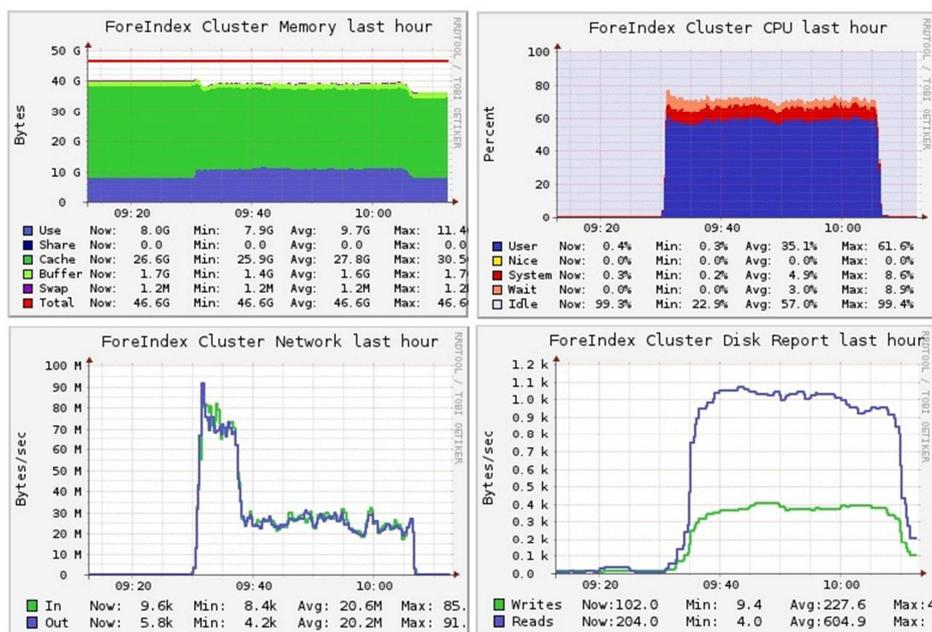 ForeIndex Cluster Memory last hour
RRDTOOL / TOBI OETIKER
Bytes
50 G
40 G
30 G
20 G
10 G
0
09:20 09:40 10:00
Use Now: 8.0G Min: 7.9G Avg: 9.7G Max: 11.4
Share Now: 0.0 Min: 0.0 Avg: 0.0 Max: 0.0
Cache Now: 26.6G Min: 25.9G Avg: 27.8G Max: 30.5
Buffer Now: 1.7G Min: 1.4G Avg: 1.6G Max: 1.7
Swap Now: 1.2M Min: 1.2M Avg: 1.2M Max: 1.2
Total Now: 46.6G Min: 46.6G Avg: 46.6G Max: 46.6
ForeIndex Cluster CPU last hour
RRDTOOL / TOBI OETIKER
Percent
100
80
60
40
20
0
09:20 09:40 10:00
User Now: 0.4% Min: 0.3% Avg: 35.1% Max: 61.6%
Nice Now: 0.0% Min: 0.0% Avg: 0.0% Max: 0.0%
System Now: 0.3% Min: 0.2% Avg: 4.9% Max: 8.6%
Wait Now: 0.0% Min: 0.0% Avg: 3.0% Max: 8.9%
Idle Now: 99.3% Min: 22.9% Avg: 57.0% Max: 99.4%
ForeIndex Cluster Network last hour
RRDTOOL / TOBI OETIKER
Bytes/sec
100 M
90 M
80 M
70 M
60 M
50 M
40 M
30 M
20 M
10 M
0
09:20 09:40 10:00
In Now: 9.6k Min: 8.4k Avg: 20.6M Max: 85.
Out Now: 5.8k Min: 4.2k Avg: 20.2M Max: 91.
ForeIndex Cluster Disk Report last hour
RRDTOOL / TOBI OETIKER
Bytes/sec
1.2 k
1.1 k
1.0 k
0.9 k
0.8 k
0.7 k
0.6 k
0.5 k
0.4 k
0.3 k
0.2 k
0.1 k
0.0
09:20 09:40 10:00
Writes Now:102.0 Min: 9.4 Avg:227.6 Max:4
Reads Now:204.0 Min: 4.0 Avg:604.9 Max: